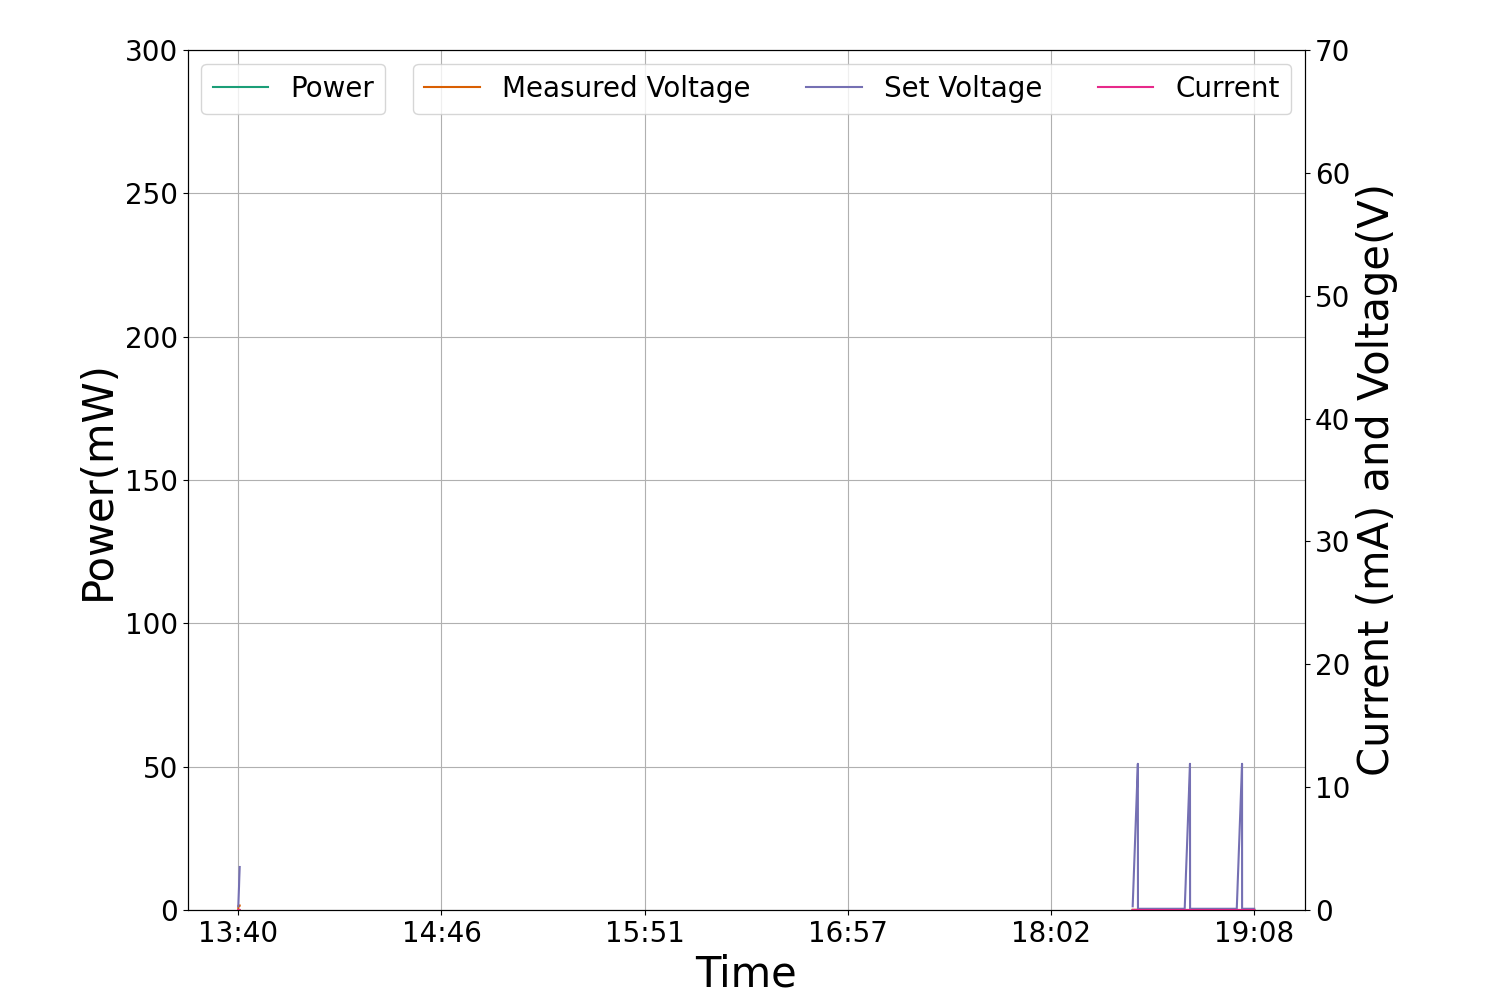 Power
Measured Voltage
Set Voltage
Current
300
250
200
150
100
50
0
Power(mW)
70
60
50
40
30
20
10
0
Current (mA) and Voltage(V)
13:40 14:46 15:51 16:57 18:02 19:08
Time